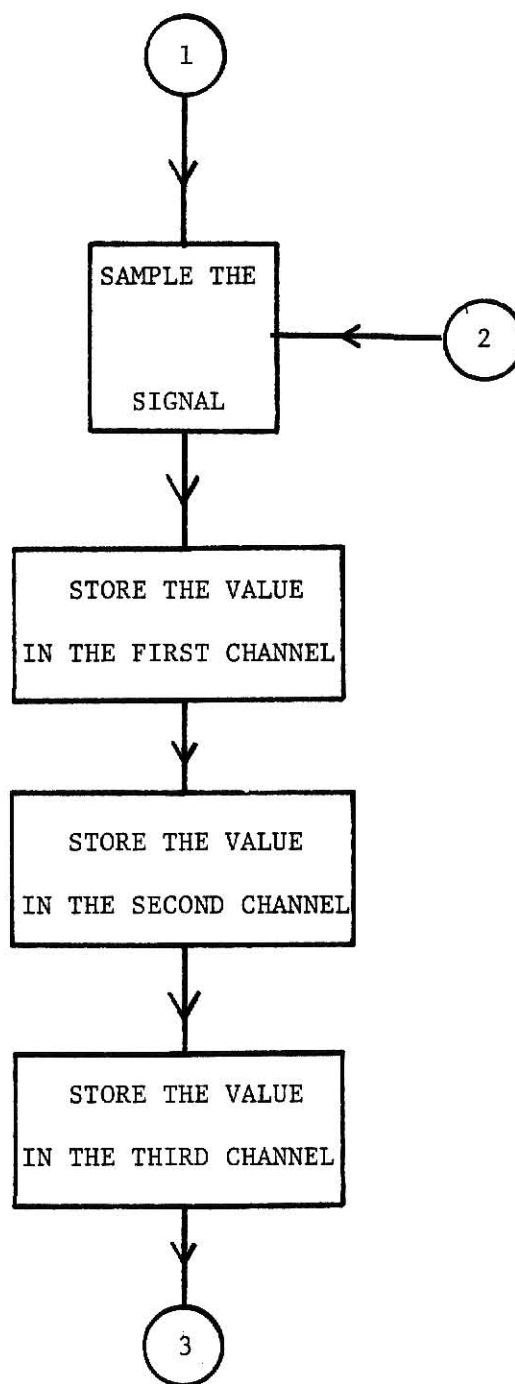 1
SAMPLE THE
2
SIGNAL
STORE THE VALUE
IN THE FIRST CHANNEL
STORE THE VALUE
IN THE SECOND CHANNEL
STORE THE VALUE
IN THE THIRD CHANNEL
3